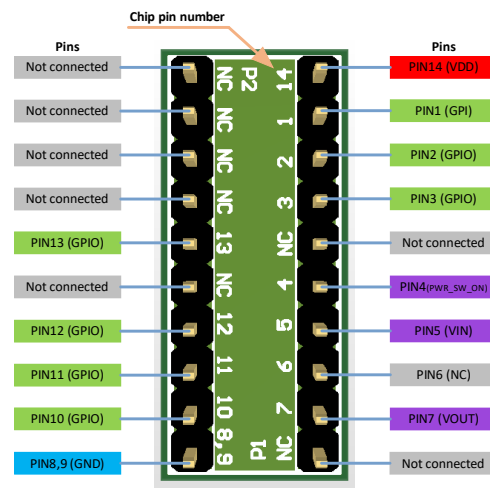 Chip pin number
Pins
Pins
Not connected
NC
P2
14
PIN14 (VDD)
Not connected
NC
1
PIN1 (GPI)
Not connected
NC
2
PIN2 (GPIO)
Not connected
NC
3
PIN3 (GPIO)
PIN13 (GPIO)
13
NC
Not connected
Not connected
NC
4
PIN4(PWR_SW_ON)
PIN12 (GPIO)
12
5
PIN5 (VIN)
PIN11 (GPIO)
11
6
PIN6 (NC)
PIN10 (GPIO)
10
7
PIN7 (VOUT)
PIN8,9 (GND)
8,9
P1
NC
Not connected